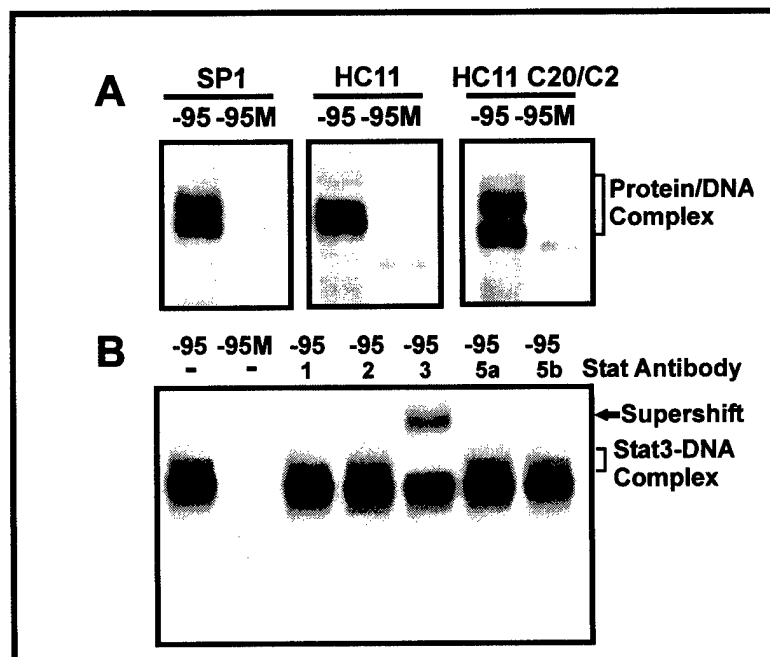 A
SP1 HC11 HC11 C20/C2
-95 -95M -95 -95M -95 -95M
Protein/DNA
Complex
B
-95 -95M -95 -95 -95 -95 -95
- - 1 2 3 5a 5b Stat Antibody
Supershift
Stat3-DNA
Complex